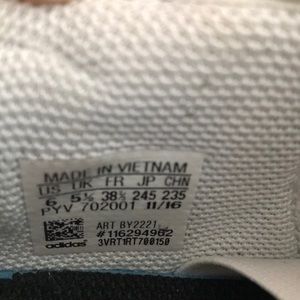 MADE IN VIETNAM
US UK FR JP CHN
6 5½ 38⅔ 245 235
PYV 702001 11/16
ART BY2221
#116294962
adidas 3VRT1RT700150